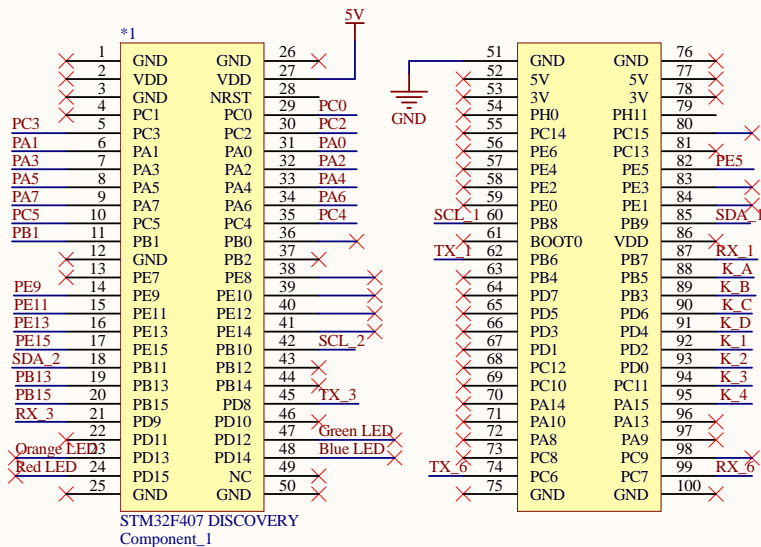 5V
*1
1 GND GND 26
2 VDD VDD 27
3 GND NRST 28
4 PC1 PC0 29 PC0
PC3 5 PC3 PC2 30 PC2
PA1 6 PA1 PA0 31 PA0
PA3 7 PA3 PA2 32 PA2
PA5 8 PA5 PA4 33 PA4
PA7 9 PA7 PA6 34 PA6
PC5 10 PC5 PC4 35 PC4
PB1 11 PB1 PB0 36
12 GND PB2 37
13 PE7 PE8 38
PE9 14 PE9 PE10 39
PE11 15 PE11 PE12 40
PE13 16 PE13 PE14 41
PE15 17 PE15 PB10 42 SCL_2
SDA_2 18 PB11 PB12 43
PB13 19 PB13 PB14 44
PB15 20 PB15 PD8 45 TX_3
RX_3 21 PD9 PD10 46
22 PD11 PD12 47 Green LED
Orange LED 23 PD13 PD14 48 Blue LED
Red LED 24 PD15 NC 49
25 GND GND 50
STM32F407 DISCOVERY
Component_1
51 GND GND 76
GND
52 5V 5V 77
53 3V 3V 78
54 PH0 PH11 79
55 PC14 PC15 80
56 PE6 PC13 81
57 PE4 PE5 82 PE5
58 PE2 PE3 83
59 PE0 PE1 84
SCL_1 60 PB8 PB9 85 SDA_1
61 BOOT0 VDD 86
TX_1 62 PB6 PB7 87 RX_1
63 PB4 PB5 88 K_A
64 PD7 PB3 89 K_B
65 PD5 PD6 90 K_C
66 PD3 PD4 91 K_D
67 PD1 PD2 92 K_1
68 PC12 PD0 93 K_2
69 PC10 PC11 94 K_3
70 PA14 PA15 95 K_4
71 PA10 PA13 96
72 PA8 PA9 97
73 PC8 PC9 98
TX_6 74 PC6 PC7 99 RX_6
75 GND GND 100